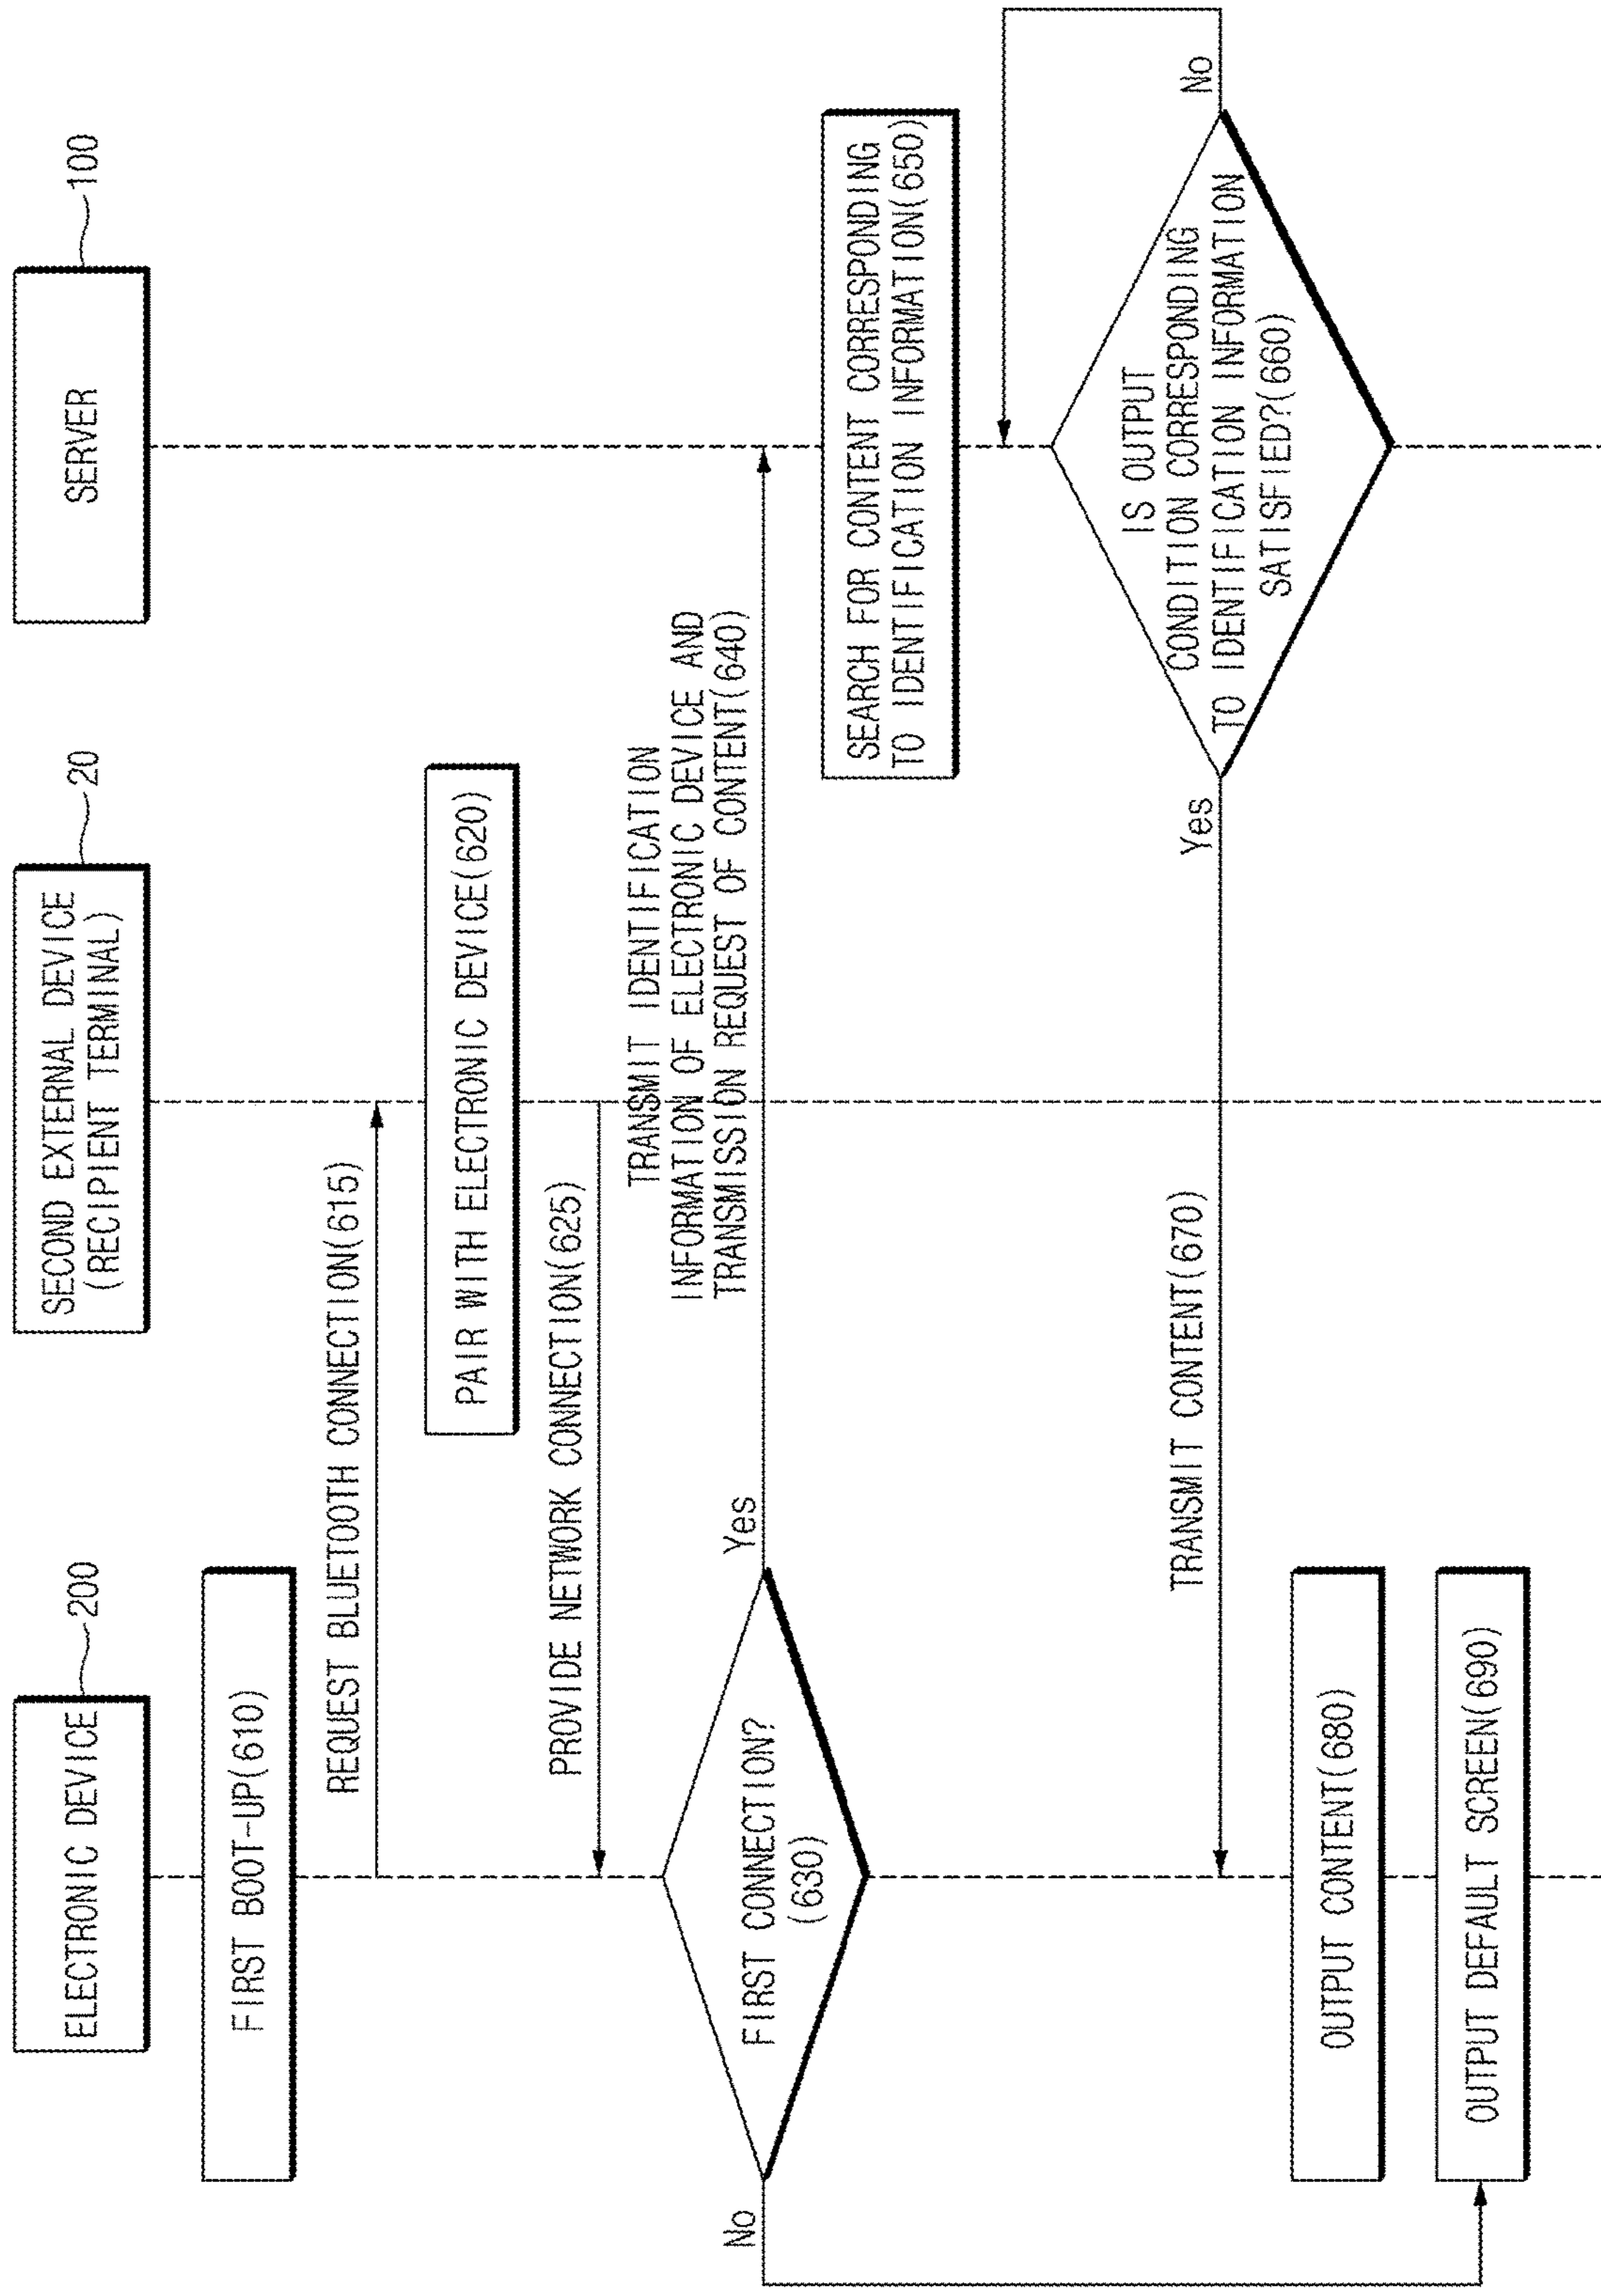 ELECTRONIC DEVICE
200
SECOND EXTERNAL DEVICE
(RECIPIENT TERMINAL)
20
SERVER
100
FIRST BOOT-UP(610)
REQUEST BLUETOOTH CONNECTION(615)
PAIR WITH ELECTRONIC DEVICE(620)
PROVIDE NETWORK CONNECTION(625)
FIRST CONNECTION?
(630)
No
Yes
TRANSMIT IDENTIFICATION
INFORMATION OF ELECTRONIC DEVICE AND
TRANSMISSION REQUEST OF CONTENT(640)
SEARCH FOR CONTENT CORRESPONDING
TO IDENTIFICATION INFORMATION(650)
IS OUTPUT
CONDITION CORRESPONDING
TO IDENTIFICATION INFORMATION
SATISFIED?(660)
No
Yes
TRANSMIT CONTENT(670)
OUTPUT CONTENT(680)
OUTPUT DEFAULT SCREEN(690)